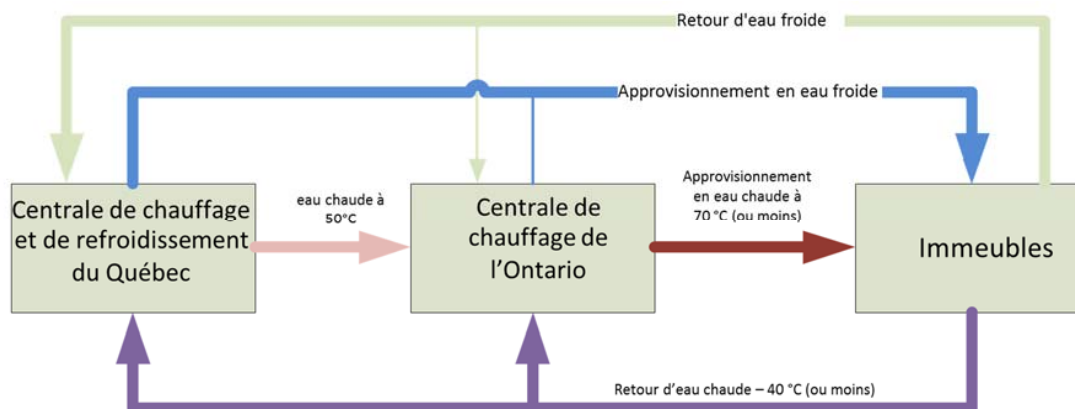 Retour d'eau froide
Approvisionnement en eau froide
Centrale de chauffage
et de refroidissement
du Québec
eau chaude à
50°C
Centrale de
chauffage de
l’Ontario
Approvisionnement
en eau chaude à
70 °C (ou moins)
Immeubles
Retour d’eau chaude – 40 °C (ou moins)